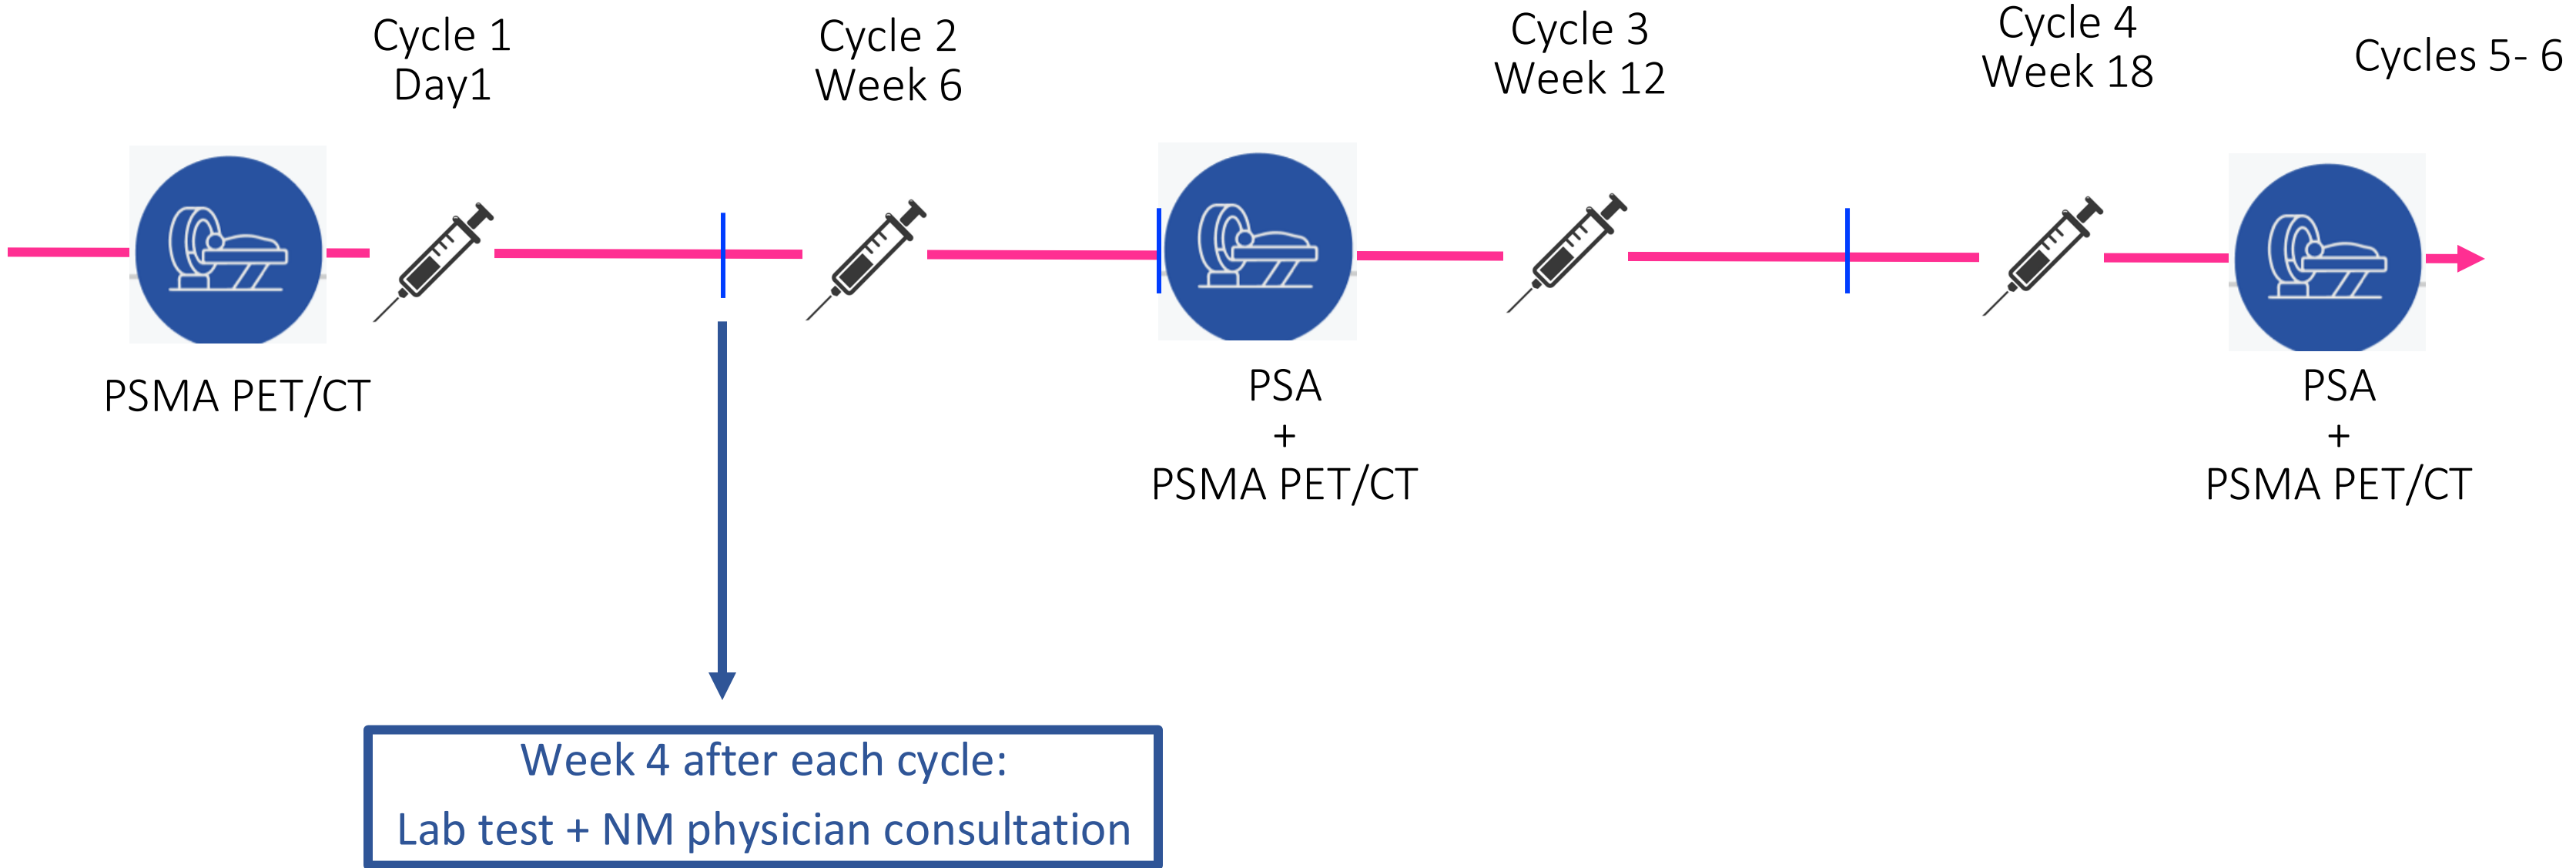 Cycle 1
Day1
Cycle 2
Week 6
Cycle 3
Week 12
Cycle 4
Week 18
Cycles 5- 6
PSMA PET/CT
PSA
+
PSMA PET/CT
PSA
+
PSMA PET/CT
Week 4 after each cycle:
Lab test + NM physician consultation